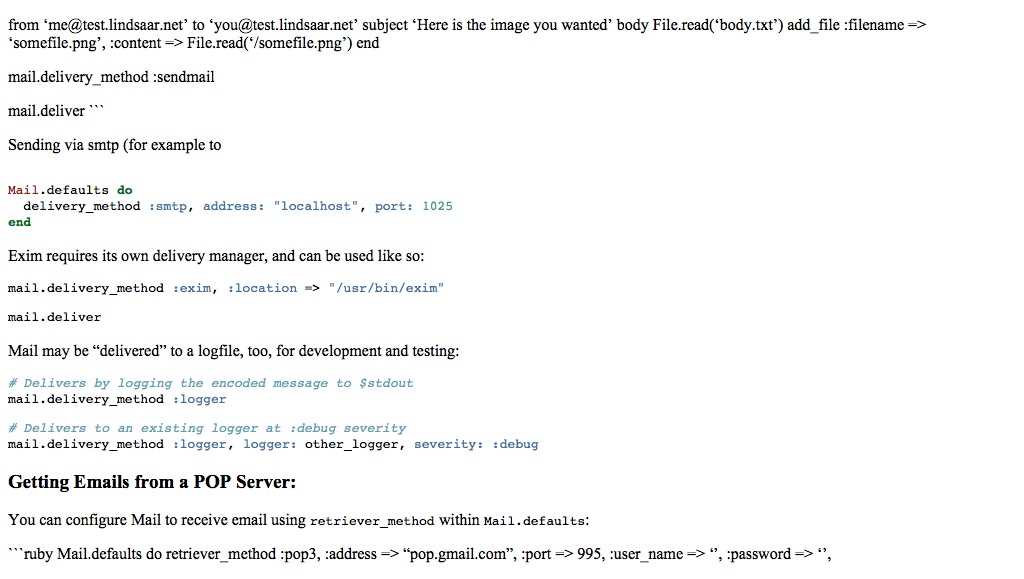 from ‘me@test.lindsaar.net’ to ‘you@test.lindsaar.net’ subject ‘Here is the image you wanted’ body File.read(‘body.txt’) add_file :filename =>
‘somefile.png’, :content => File.read(‘/somefile.png’) end
mail.delivery_method :sendmail
mail.deliver ```
Sending via smtp (for example to
Mail.defaults do
  delivery_method :smtp, address: "localhost", port: 1025
end
Exim requires its own delivery manager, and can be used like so:
mail.delivery_method :exim, :location => "/usr/bin/exim"
mail.deliver
Mail may be “delivered” to a logfile, too, for development and testing:
# Delivers by logging the encoded message to $stdout
mail.delivery_method :logger
# Delivers to an existing logger at :debug severity
mail.delivery_method :logger, logger: other_logger, severity: :debug
Getting Emails from a POP Server:
You can configure Mail to receive email using retriever_method within Mail.defaults:
```ruby Mail.defaults do retriever_method :pop3, :address => “pop.gmail.com”, :port => 995, :user_name => ‘’, :password => ‘’,